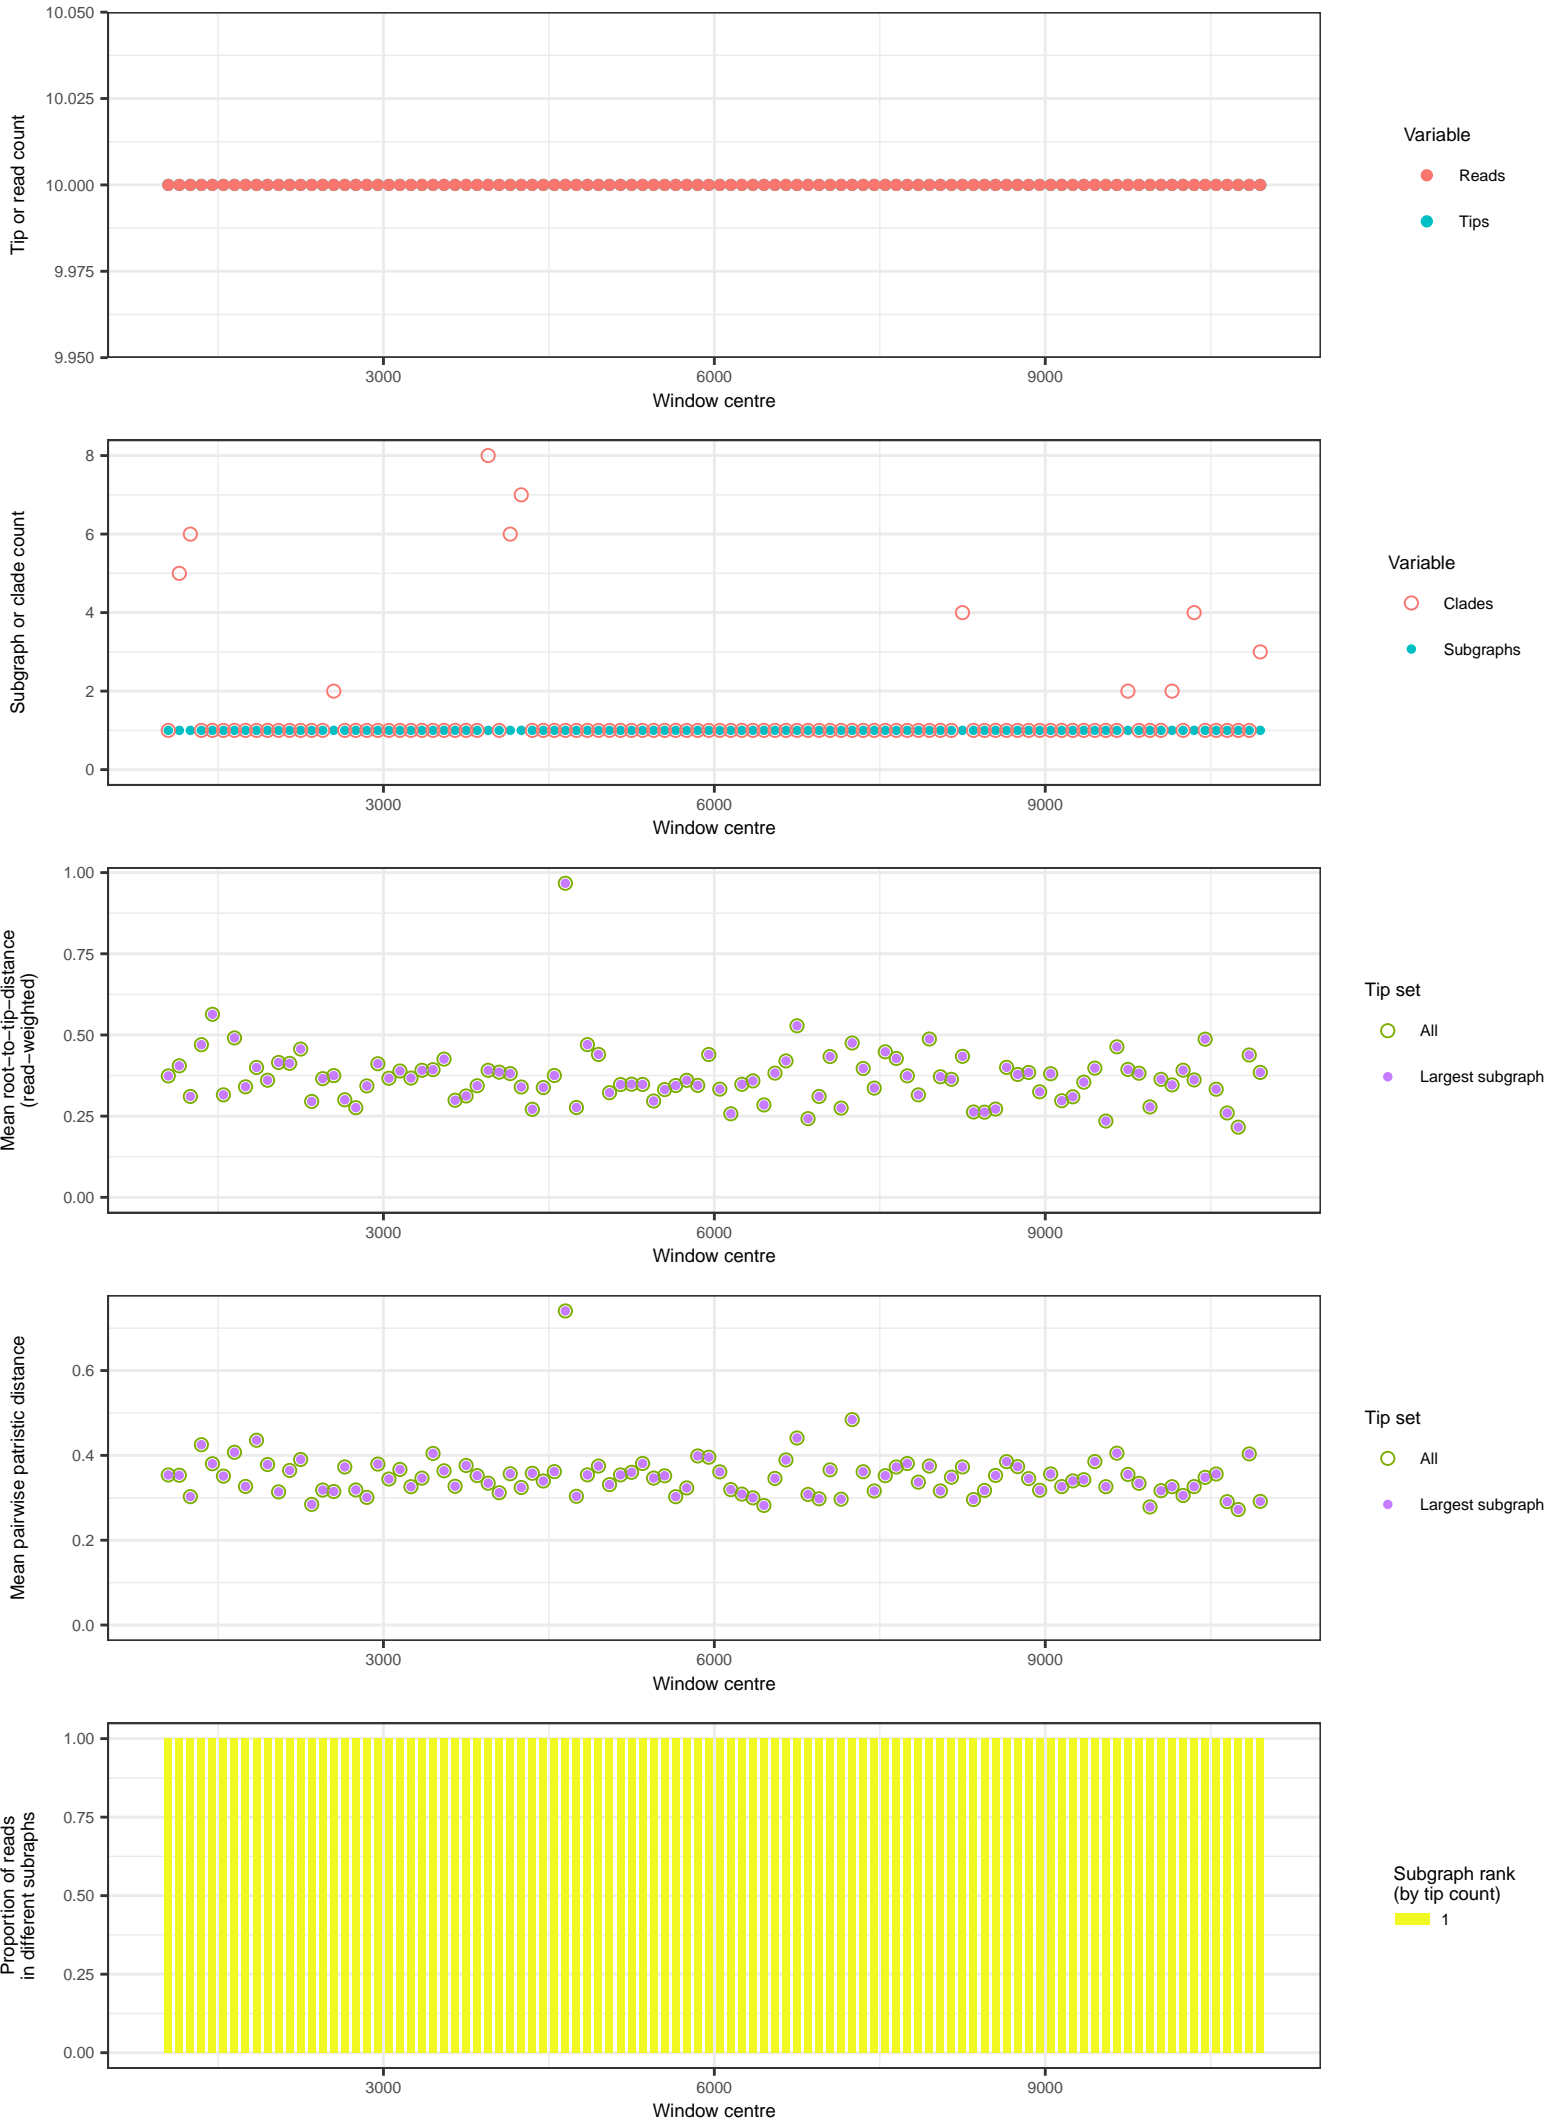 10.050
10.025
10.000
9.975
9.950
Tip or read count
3000 6000 9000
Window centre
Variable
Reads
Tips
8
6
4
2
0
Subgraph or clade count
3000 6000 9000
Window centre
Variable
Clades
Subgraphs
1.00
0.75
0.50
0.25
0.00
Mean root−to−tip−distance
(read−weighted)
3000 6000 9000
Window centre
Tip set
All
Largest subgraph
0.6
0.4
0.2
0.0
Mean pairwise patristic distance
3000 6000 9000
Window centre
Tip set
All
Largest subgraph
1.00
0.75
0.50
0.25
0.00
Proportion of reads
in different subraphs
3000 6000 9000
Window centre
Subgraph rank
(by tip count)
1